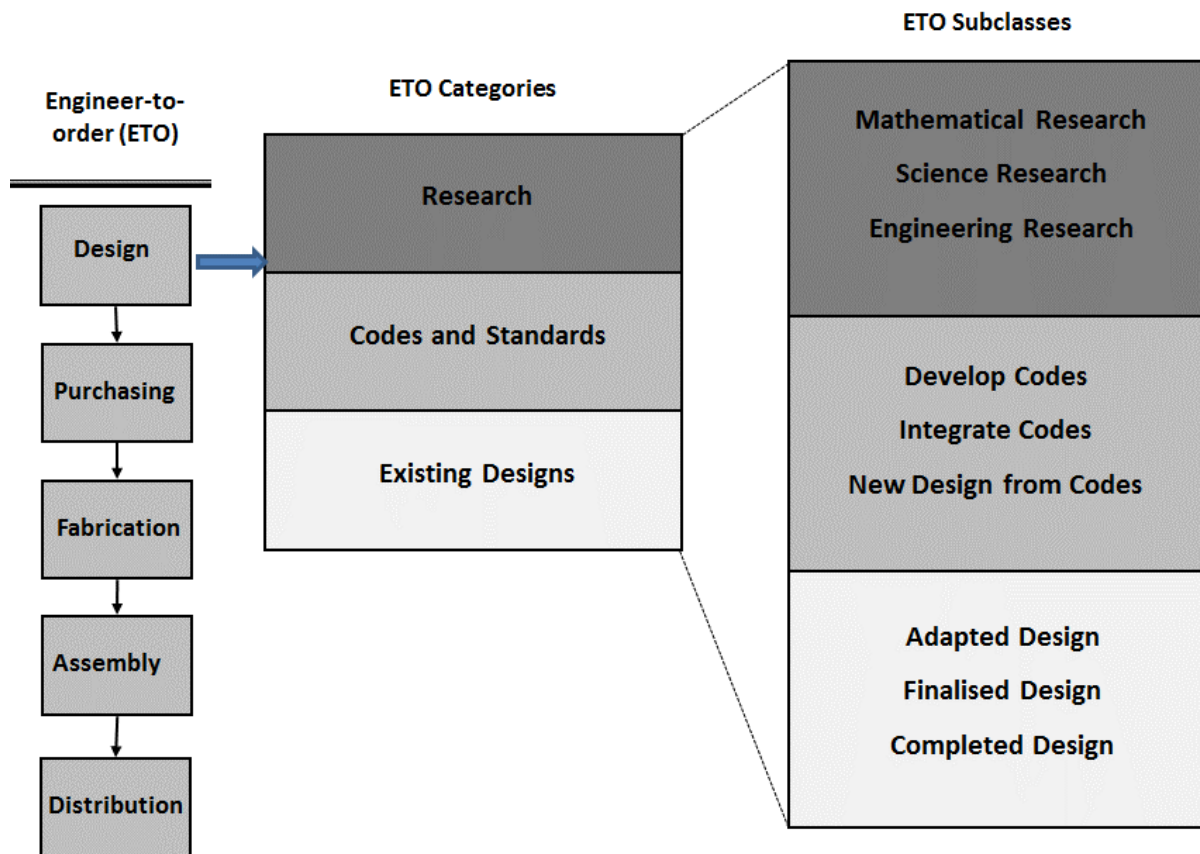 Engineer-to-
order (ETO)
Design
Purchasing
Fabrication
Assembly
Distribution
ETO Categories
Research
Codes and Standards
Existing Designs
ETO Subclasses
Mathematical Research
Science Research
Engineering Research
Develop Codes
Integrate Codes
New Design from Codes
Adapted Design
Finalised Design
Completed Design